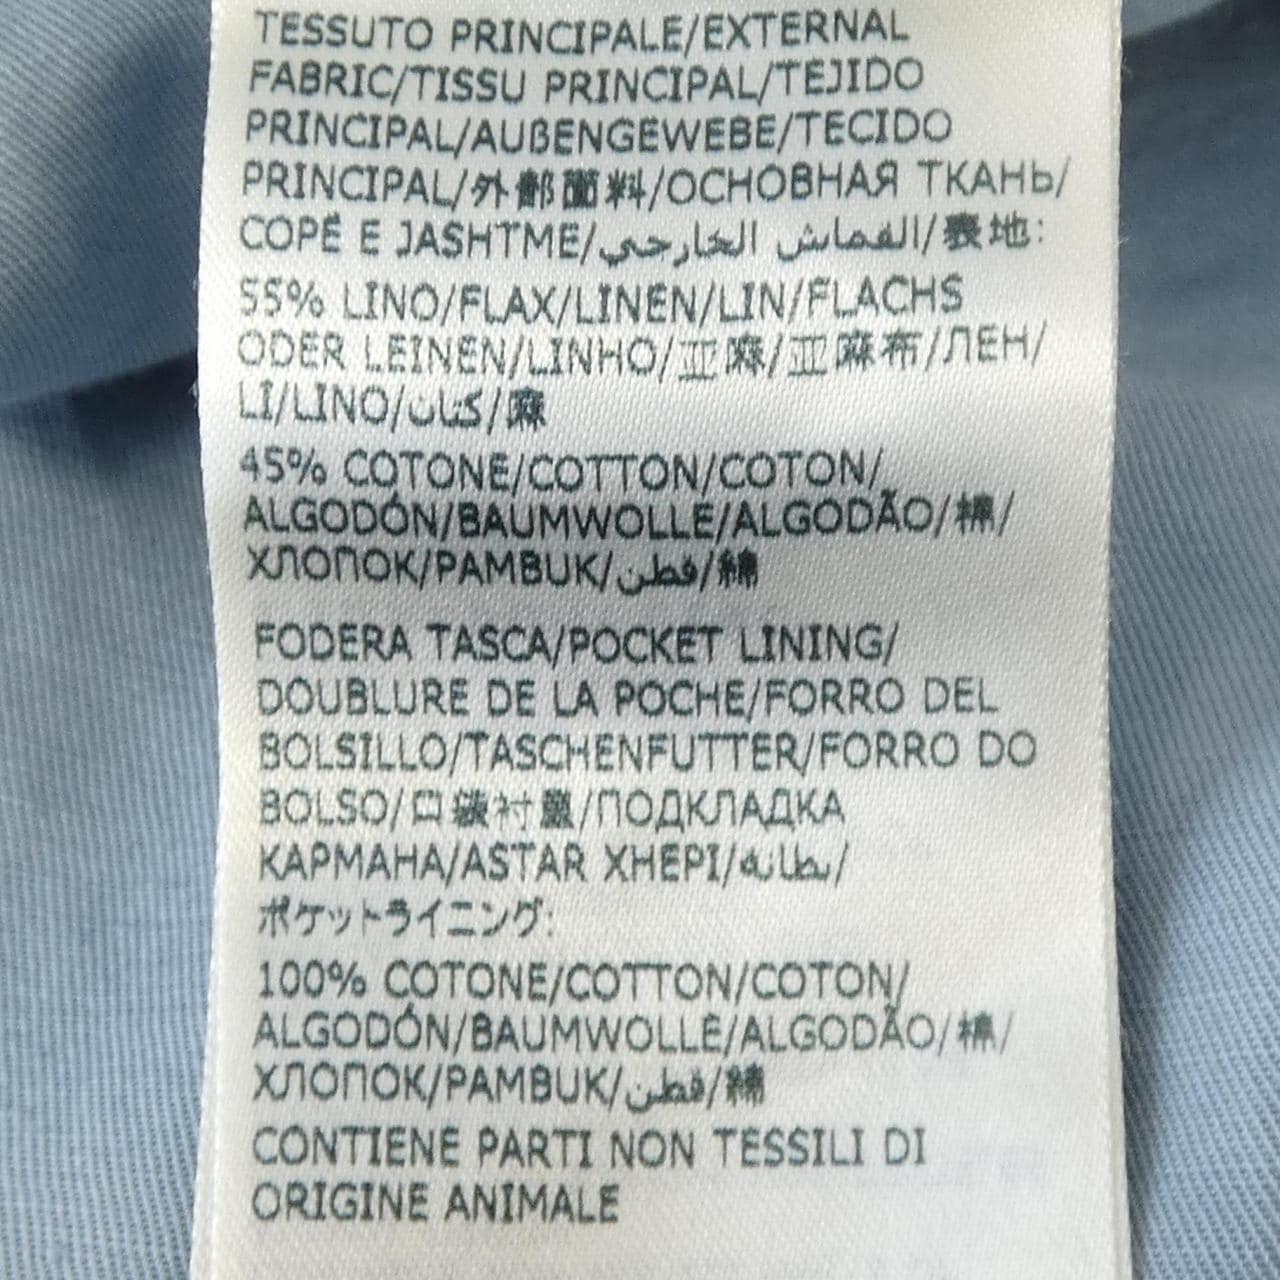 TESSUTO PRINCIPALE/EXTERNAL
FABRIC/TISSU PRINCIPAL/TEJIDO
PRINCIPAL/AUßENGEWEBE/TECIDO
PRINCIPAL/外部面料/ОСНОВНАЯ ТКАНЬ/
COPÉ E JASHTME/القماش الخارجي/表地:
55% LINO/FLAX/LINEN/LIN/FLACHS
ODER LEINEN/LINHO/亚麻/亚麻布/ЛЕН/
LI/LINO/كتان/麻
45% COTONE/COTTON/COTON/
ALGODÓN/BAUMWOLLE/ALGODÃO/棉/
ХЛОПОК/PAMBUK/قطن/綿
FODERA TASCA/POCKET LINING/
DOUBLURE DE LA POCHE/FORRO DEL
BOLSILLO/TASCHENFUTTER/FORRO DO
BOLSO/口袋衬里/ПОДКЛАДКА
КАРМАНА/ASTAR XHEPI/بطانة/
ポケットライニング:
100% COTONE/COTTON/COTON/
ALGODÓN/BAUMWOLLE/ALGODÃO/棉/
ХЛОПОК/PAMBUK/قطن/綿
CONTIENE PARTI NON TESSILI DI
ORIGINE ANIMALE